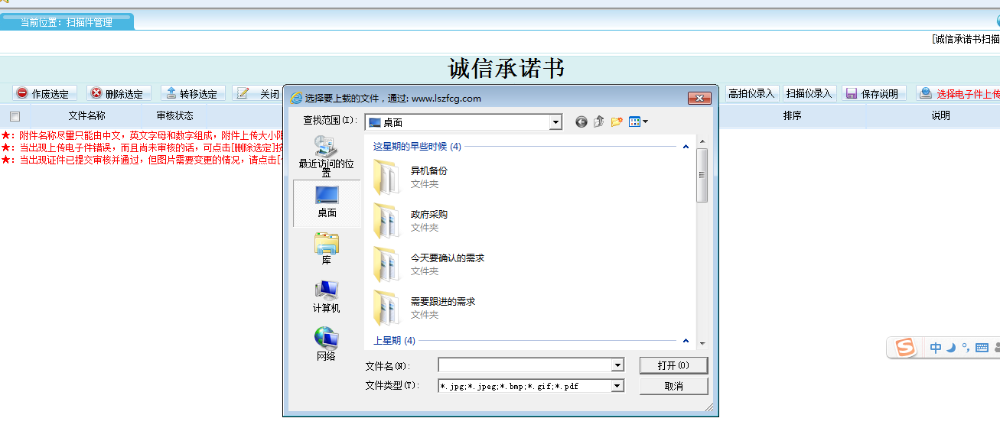 当前位置：扫描件管理
[诚信承诺书扫描
诚信承诺书
作废选定 删除选定 转移选定 关闭 高拍仪录入 扫描仪录入 保存说明 选择电子件上传
文件名称 审核状态 排序 说明
★：附件名称尽量只能由中文，英文字母和数字组成，附件上传大小限
★：当出现上传电子件错误，而且尚未审核的话，可点击[删除选定]按
★：当出现证件已提交审核并通过，但图片需要变更的情况，请点击[
选择要上载的文件，通过: www.lszfcg.com
查找范围(I): 桌面
最近访问的位置
桌面
库
计算机
网络
这星期的早些时候 (4)
异机备份
文件夹
政府采购
文件夹
今天要确认的需求
文件夹
需要跟进的需求
文件夹
上星期 (4)
文件名(N): 打开(O)
文件类型(T): *.jpg;*.jpeg;*.bmp;*.gif;*.pdf 取消
S 中